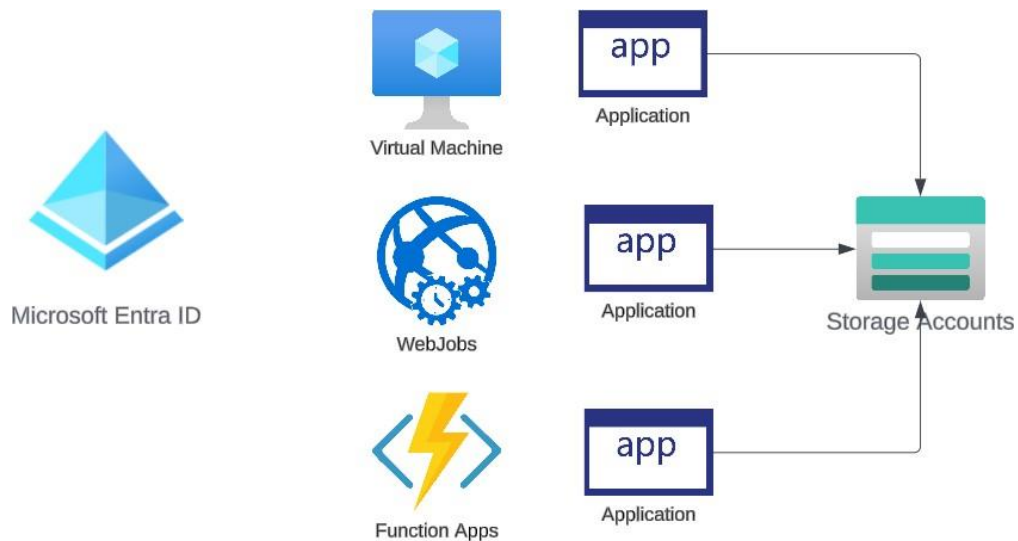 app
Application
Virtual Machine
Microsoft Entra ID
app
Application
WebJobs
Storage Accounts
app
Application
Function Apps